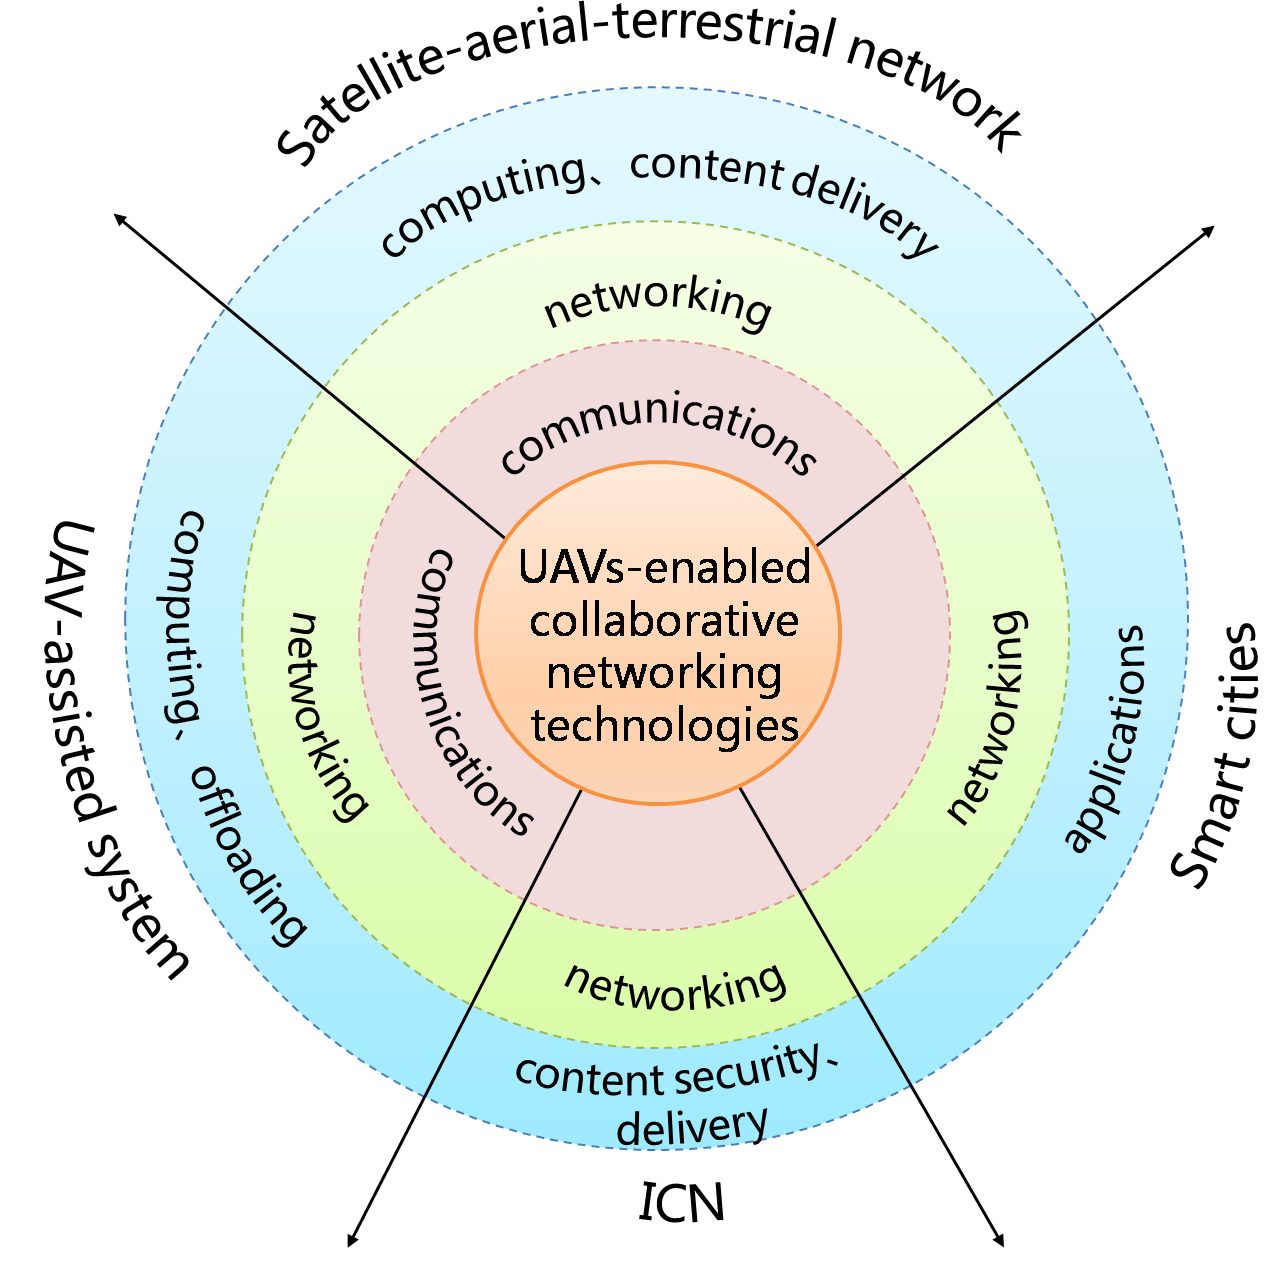 Satellite-aerial-terrestrial network
computing、content delivery
networking
communications
UAVs-enabled
collaborative
networking
technologies
UAV-assisted system
computing、offloading
networking
communications
networking
applications
Smart cities
networking
content security、
delivery
ICN